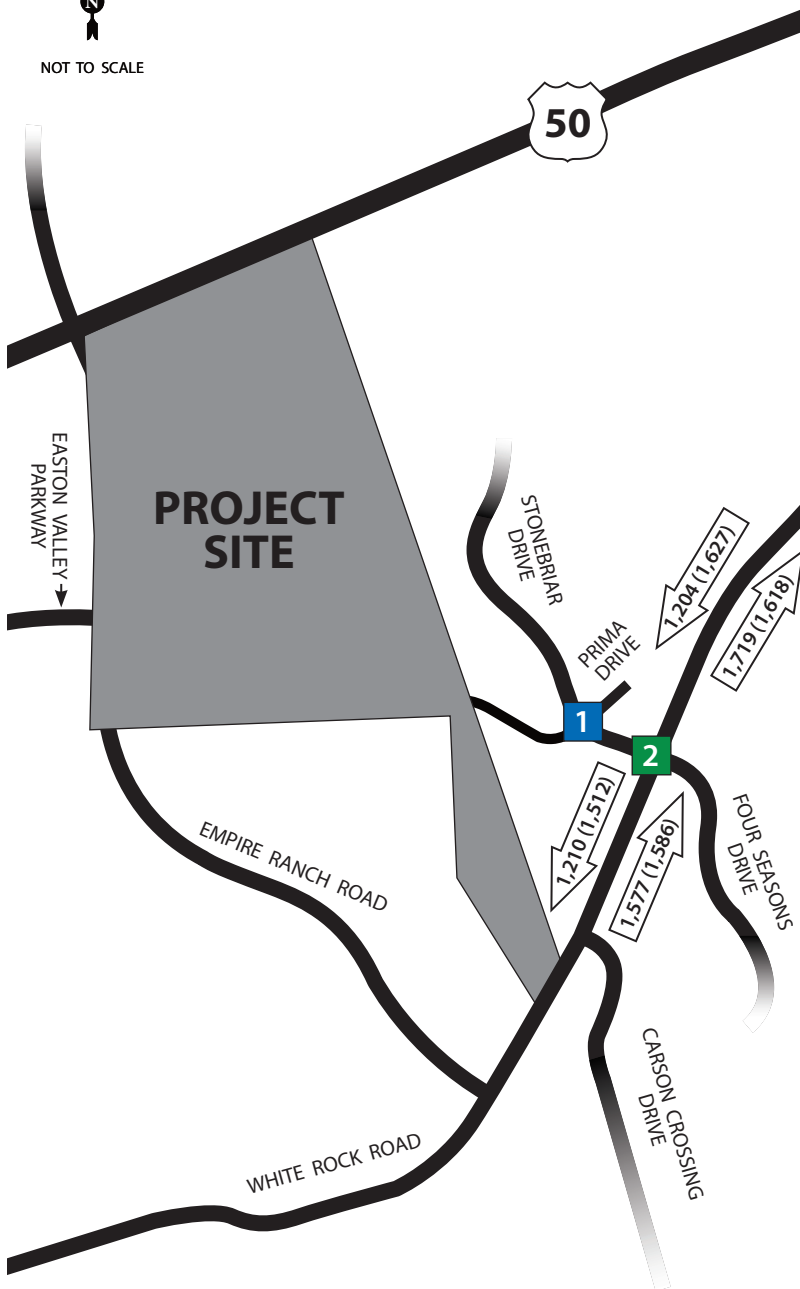 N
NOT TO SCALE
50
EASTON VALLEY
PARKWAY
PROJECT
SITE
STONEBRIAR
DRIVE
1,204 (1,627)
1,719 (1,618)
PRIMA
DRIVE
1
2
1,210 (1,512)
1,577 (1,586)
FOUR SEASONS
DRIVE
EMPIRE RANCH ROAD
CARSON CROSSING
DRIVE
WHITE ROCK ROAD